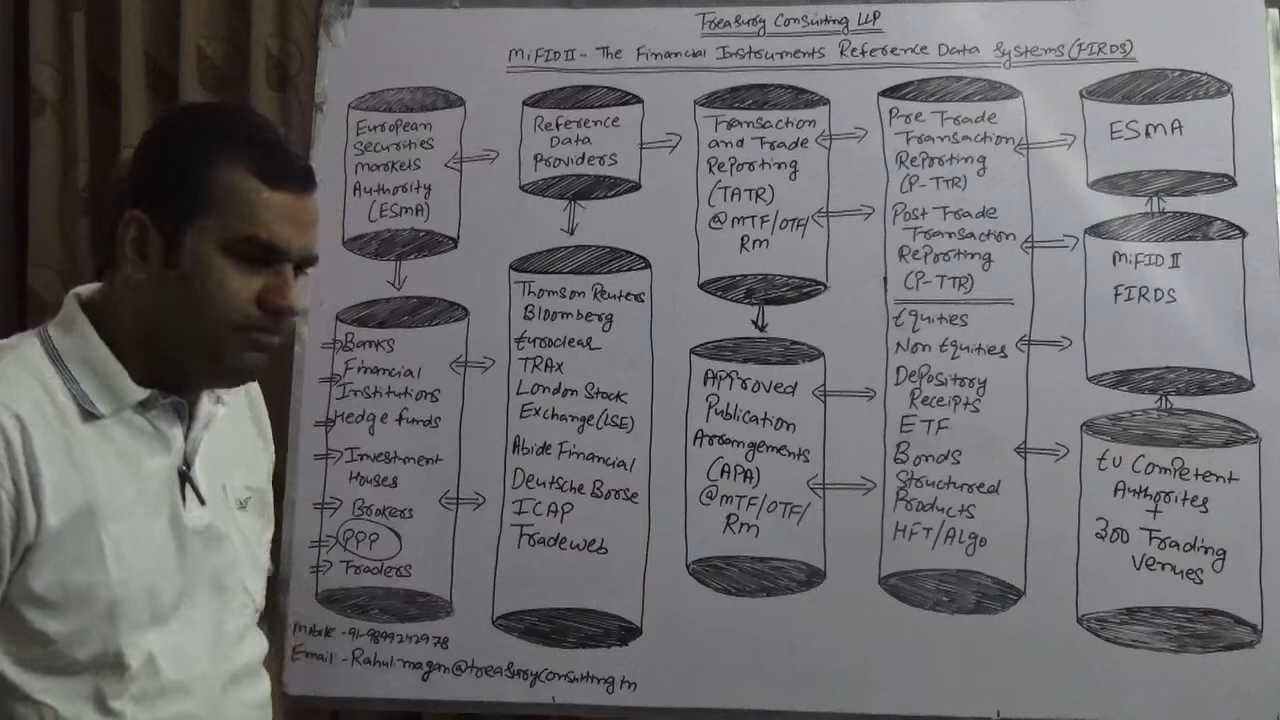 Treasury Consulting LLP
MiFID II - The Financial Instruments Reference Data Systems (FIRDS)
European
Securities
Markets
Authority
(ESMA)
Banks
Financial
Institutions
Hedge funds
Investment
Houses
Brokers
PPP
Traders
Reference
Data
Providers
Thomson Reuters
Bloomberg
Euroclear
TRAX
London Stock
Exchange (LSE)
Abide Financial
Deutsche Borse
ICAP
Tradeweb
Transaction
and Trade
Reporting
(TATR)
@MTF/OTF/
RM
Approved
Publication
Arrangements
(APA)
@MTF/OTF/
RM
Pre Trade
Transaction
Reporting
(P-TTR)
Post Trade
Transaction
Reporting
(P-TTR)
Equities
Non Equities
Depository
Receipts
ETF
Bonds
Structured
Products
HFT/Algo
ESMA
MiFID II
FIRDS
EU Competent
Authorites
+
300 Trading
Venues
Mobile - 91-9899242978
Email - Rahul.magan@treasuryconsulting.in